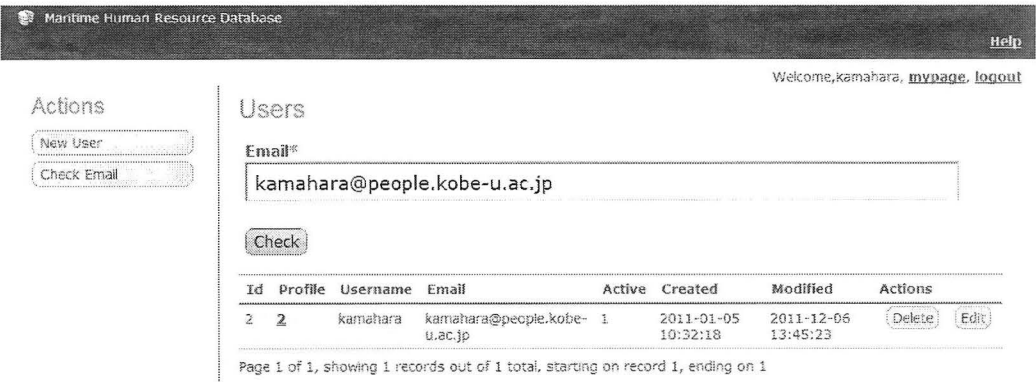 Maritime Human Resource Database
Help
Welcome,kamahara, mypage, logout
Actions
New User
Check Email
Users
Email*
kamahara@people.kobe-u.ac.jp
Check
Id Profile Username Email Active Created Modified Actions
2 2 kamahara kamahara@people.kobe- 1 2011-01-05 2011-12-06 Delete Edit
u.ac.jp 10:32:18 13:45:23
Page 1 of 1, showing 1 records out of 1 total, starting on record 1, ending on 1